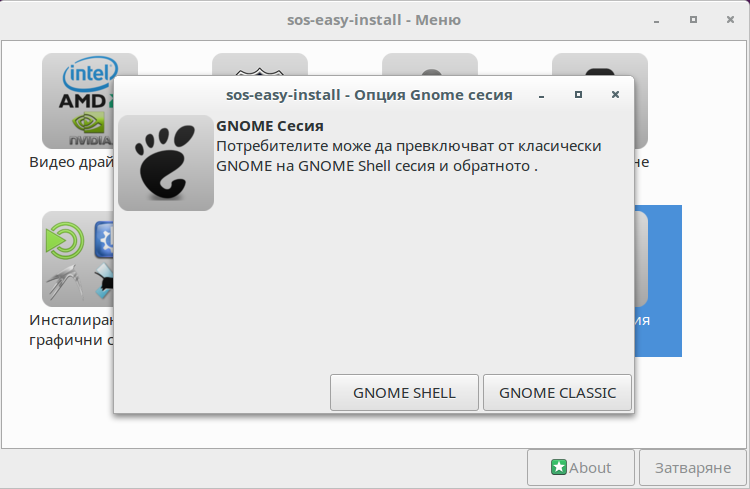 sos-easy-install - Меню
intel
AMD
nVIDIA
Видео драй
не
sos-easy-install - Опция Gnome сесия
GNOME Сесия
Потребителите може да превключват от класически
GNOME на GNOME Shell сесия и обратното .
Инсталиран
графични с
ия
GNOME SHELL
GNOME CLASSIC
About
Затваряне